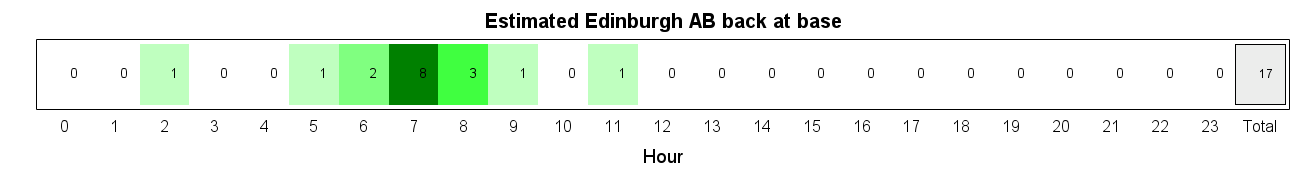 Estimated Edinburgh AB back at base
0 0 1 0 0 1 2 8 3 1 0 1 0 0 0 0 0 0 0 0 0 0 0 0 17
0 1 2 3 4 5 6 7 8 9 10 11 12 13 14 15 16 17 18 19 20 21 22 23 Total
Hour